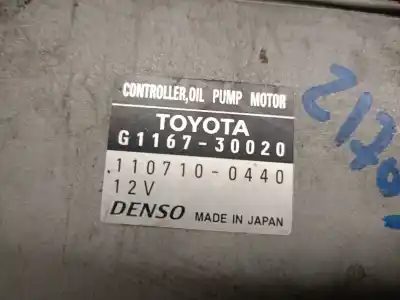 CONTROLLER,OIL PUMP MOTOR
TOYOTA
G1167-30020
110710-0440
12V
DENSO MADE IN JAPAN